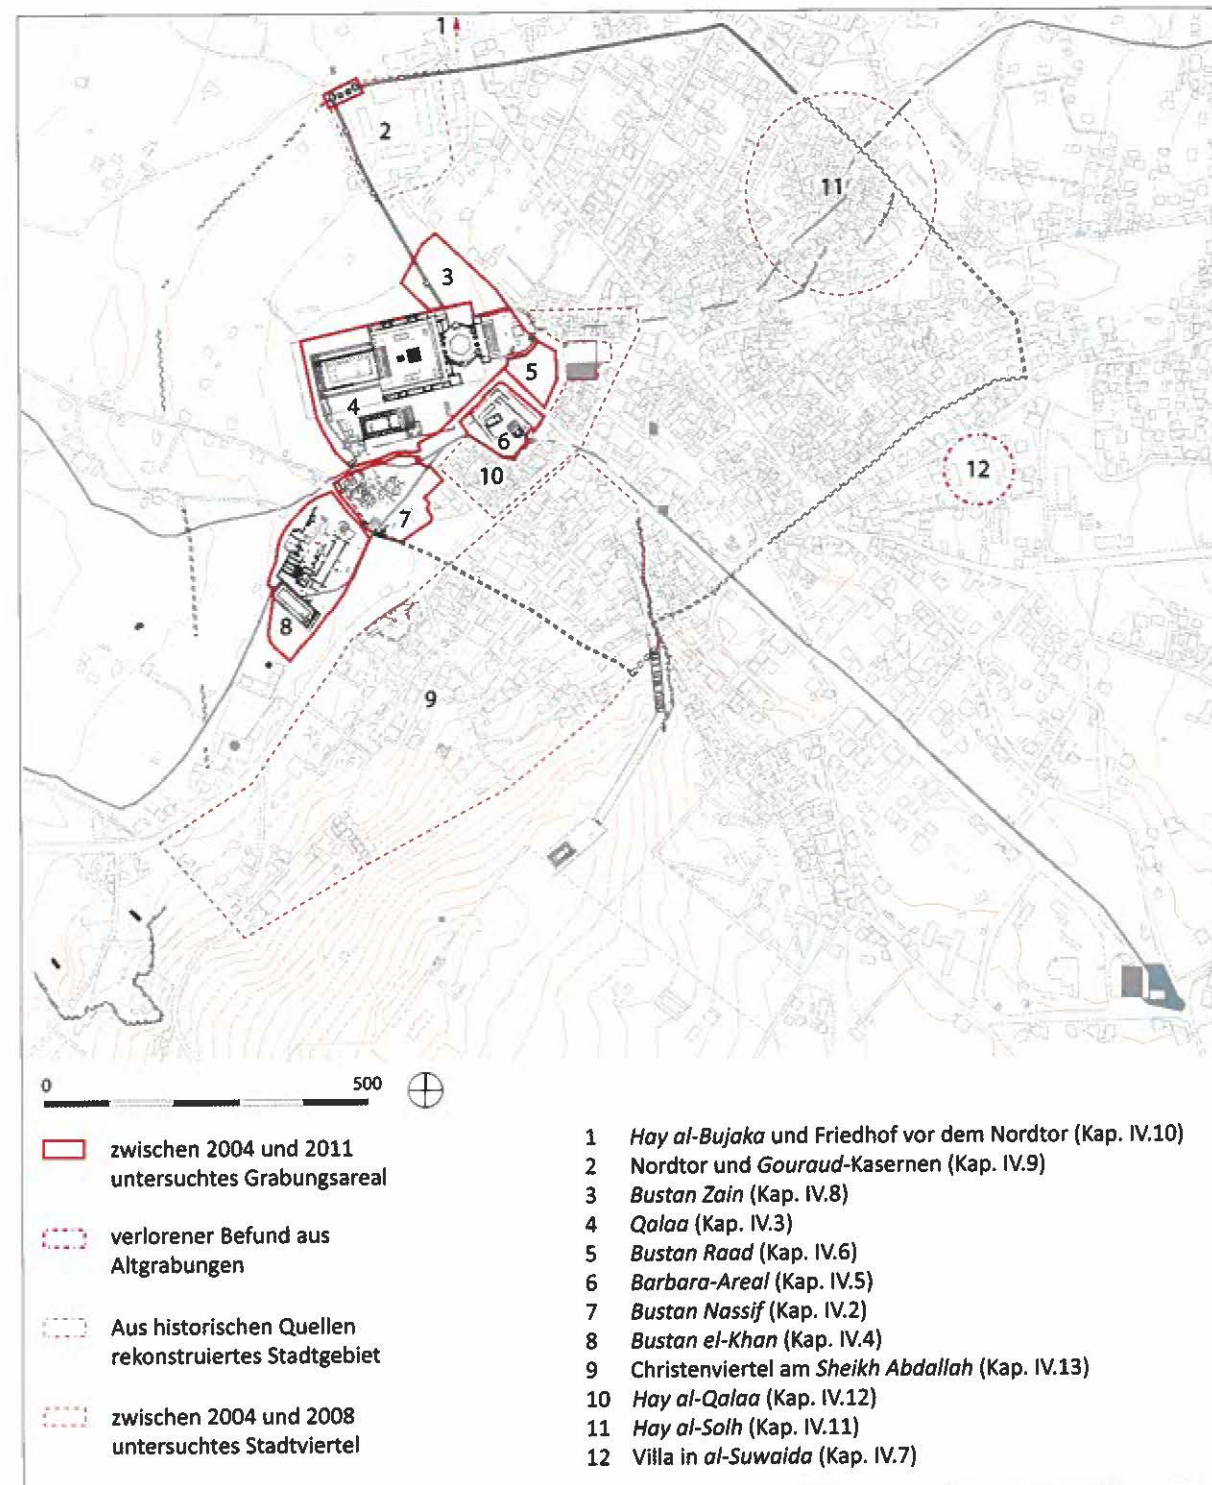 1
2
11
3
4
5
6
12
10
7
8
9
0 500
zwischen 2004 und 2011
untersuchtes Grabungsareal
verlorener Befund aus
Altgrabungen
Aus historischen Quellen
rekonstruiertes Stadtgebiet
zwischen 2004 und 2008
untersuchtes Stadtviertel
1 Hay al-Bujaka und Friedhof vor dem Nordtor (Kap. IV.10)
2 Nordtor und Gouraud-Kasernen (Kap. IV.9)
3 Bustan Zain (Kap. IV.8)
4 Qalaa (Kap. IV.3)
5 Bustan Raad (Kap. IV.6)
6 Barbara-Areal (Kap. IV.5)
7 Bustan Nassif (Kap. IV.2)
8 Bustan el-Khan (Kap. IV.4)
9 Christenviertel am Sheikh Abdallah (Kap. IV.13)
10 Hay al-Qalaa (Kap. IV.12)
11 Hay al-Solh (Kap. IV.11)
12 Villa in al-Suwaida (Kap. IV.7)